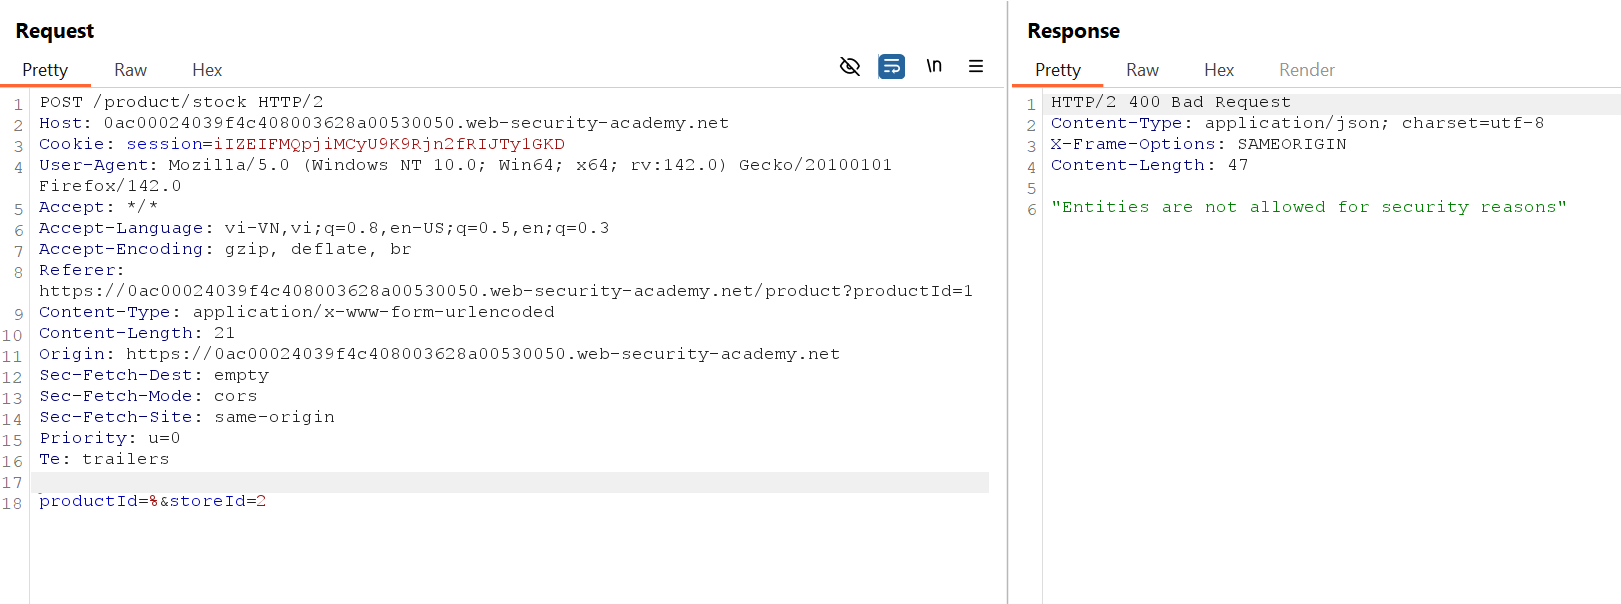 Request
Pretty Raw Hex
\n
1 POST /product/stock HTTP/2
2 Host: 0ac00024039f4c408003628a00530050.web-security-academy.net
3 Cookie: session=iIZEIFMQpjiMCyU9K9Rjn2fRIJTy1GKD
4 User-Agent: Mozilla/5.0 (Windows NT 10.0; Win64; x64; rv:142.0) Gecko/20100101
Firefox/142.0
5 Accept: */*
6 Accept-Language: vi-VN,vi;q=0.8,en-US;q=0.5,en;q=0.3
7 Accept-Encoding: gzip, deflate, br
8 Referer:
https://0ac00024039f4c408003628a00530050.web-security-academy.net/product?productId=1
9 Content-Type: application/x-www-form-urlencoded
10 Content-Length: 21
11 Origin: https://0ac00024039f4c408003628a00530050.web-security-academy.net
12 Sec-Fetch-Dest: empty
13 Sec-Fetch-Mode: cors
14 Sec-Fetch-Site: same-origin
15 Priority: u=0
16 Te: trailers
17
18 productId=%&storeId=2
Response
Pretty Raw Hex Render
1 HTTP/2 400 Bad Request
2 Content-Type: application/json; charset=utf-8
3 X-Frame-Options: SAMEORIGIN
4 Content-Length: 47
5
6 "Entities are not allowed for security reasons"